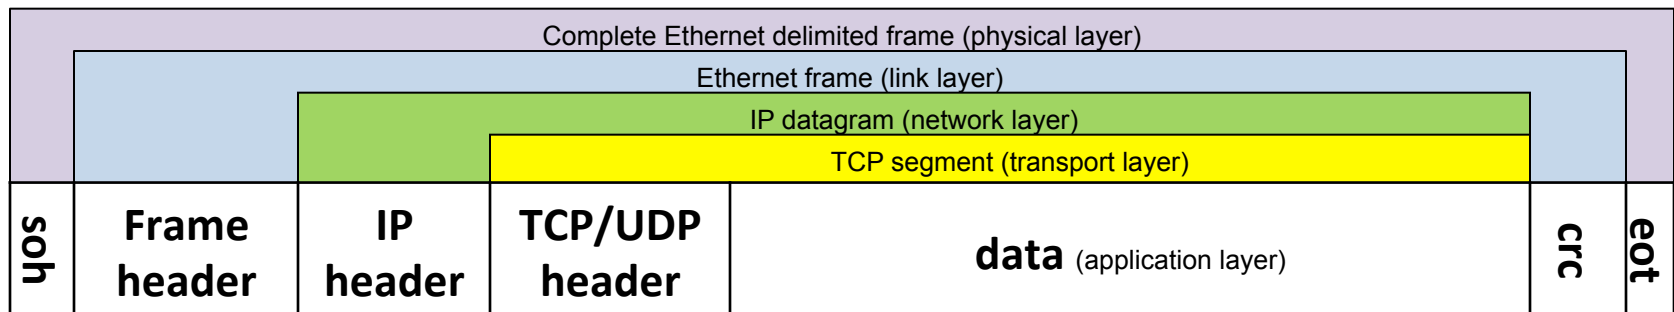 Complete Ethernet delimited frame (physical layer)
Ethernet frame (link layer)
IP datagram (network layer)
TCP segment (transport layer)
soh
Frame
header
IP
header
TCP/UDP
header
data (application layer)
crc
eot